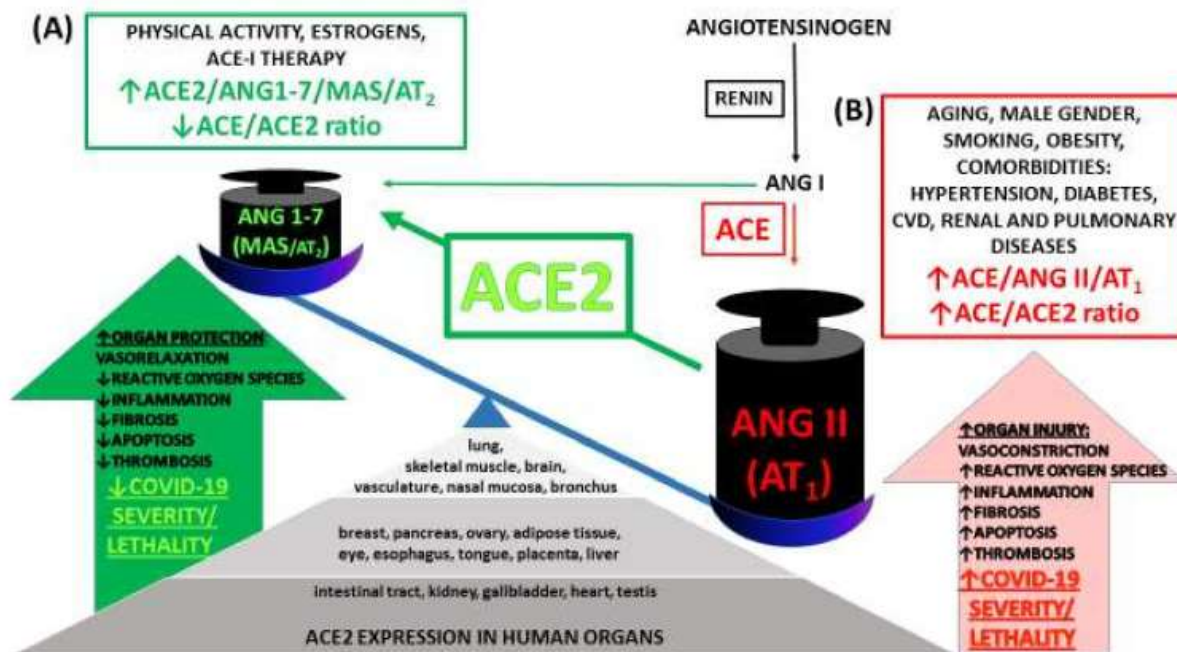 (A)
PHYSICAL ACTIVITY, ESTROGENS,
ACE-I THERAPY
↑ACE2/ANG1-7/MAS/AT₂
↓ACE/ACE2 ratio
ANGIOTENSINOGEN
RENIN
ANG I
ACE
(B)
AGING, MALE GENDER,
SMOKING, OBESITY,
COMORBIDITIES:
HYPERTENSION, DIABETES,
CVD, RENAL AND PULMONARY
DISEASES
↑ACE/ANG II/AT₁
↑ACE/ACE2 ratio
ANG 1-7
(MAS/AT₂)
ACE2
ANG II
(AT₁)
↑ORGAN PROTECTION:
VASORELAXATION
↓REACTIVE OXYGEN SPECIES
↓INFLAMMATION
↓FIBROSIS
↓APOPTOSIS
↓THROMBOSIS
↓COVID-19
SEVERITY/
LETHALITY
lung,
skeletal muscle, brain,
vasculature, nasal mucosa, bronchus
breast, pancreas, ovary, adipose tissue,
eye, esophagus, tongue, placenta, liver
intestinal tract, kidney, gallbladder, heart, testis
ACE2 EXPRESSION IN HUMAN ORGANS
↑ORGAN INJURY:
VASOCONSTRICTION
↑REACTIVE OXYGEN SPECIES
↑INFLAMMATION
↑FIBROSIS
↑APOPTOSIS
↑THROMBOSIS
↑COVID-19
SEVERITY/
LETHALITY